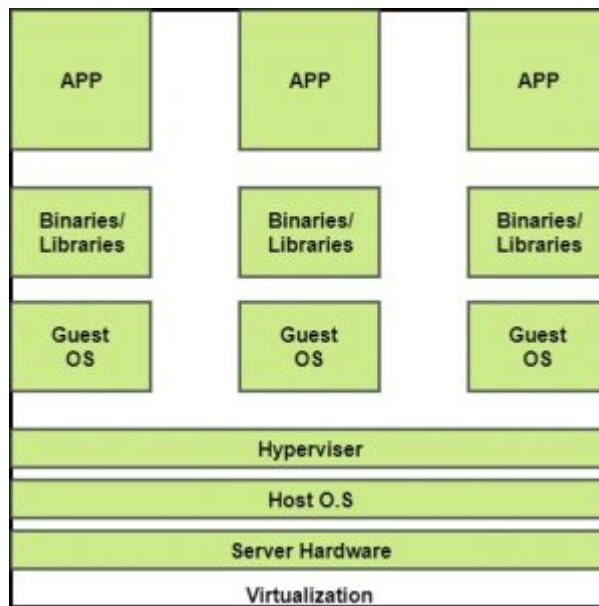 APP
APP
APP
Binaries/
Libraries
Binaries/
Libraries
Binaries/
Libraries
Guest
OS
Guest
OS
Guest
OS
Hyperviser
Host O.S
Server Hardware
Virtualization